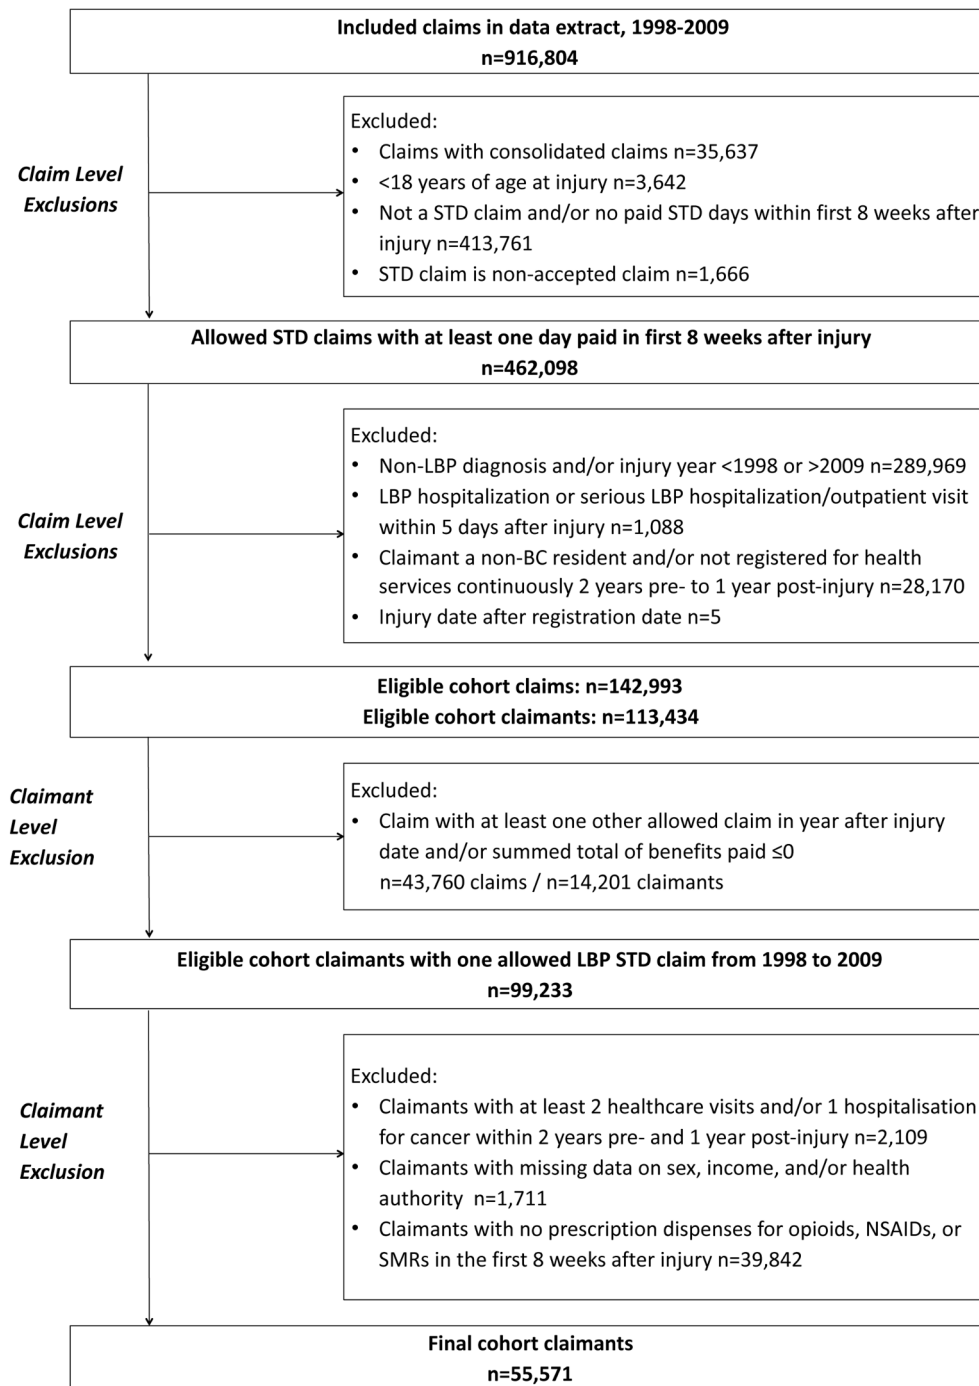 Included claims in data extract, 1998-2009
n=916,804
Claim Level
Exclusions
Excluded:
• Claims with consolidated claims n=35,637
• <18 years of age at injury n=3,642
• Not a STD claim and/or no paid STD days within first 8 weeks after
injury n=413,761
• STD claim is non-accepted claim n=1,666
Allowed STD claims with at least one day paid in first 8 weeks after injury
n=462,098
Claim Level
Exclusions
Excluded:
• Non-LBP diagnosis and/or injury year <1998 or >2009 n=289,969
• LBP hospitalization or serious LBP hospitalization/outpatient visit
within 5 days after injury n=1,088
• Claimant a non-BC resident and/or not registered for health
services continuously 2 years pre- to 1 year post-injury n=28,170
• Injury date after registration date n=5
Eligible cohort claims: n=142,993
Eligible cohort claimants: n=113,434
Claimant
Level
Exclusion
Excluded:
• Claim with at least one other allowed claim in year after injury
date and/or summed total of benefits paid ≤0
n=43,760 claims / n=14,201 claimants
Eligible cohort claimants with one allowed LBP STD claim from 1998 to 2009
n=99,233
Claimant
Level
Exclusion
Excluded:
• Claimants with at least 2 healthcare visits and/or 1 hospitalisation
for cancer within 2 years pre- and 1 year post-injury n=2,109
• Claimants with missing data on sex, income, and/or health
authority n=1,711
• Claimants with no prescription dispenses for opioids, NSAIDs, or
SMRs in the first 8 weeks after injury n=39,842
Final cohort claimants
n=55,571